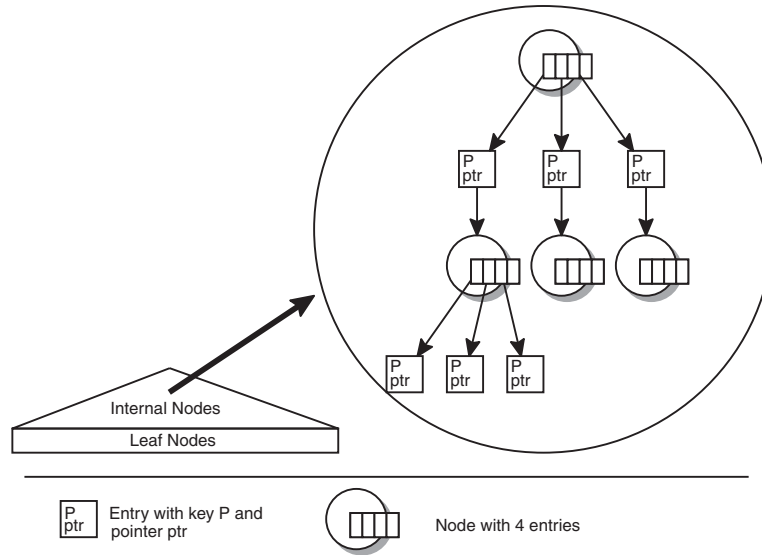 P
ptr
P
ptr
P
ptr
P
ptr
P
ptr
P
ptr
Internal Nodes
Leaf Nodes
P
ptr
Entry with key P and
pointer ptr
Node with 4 entries